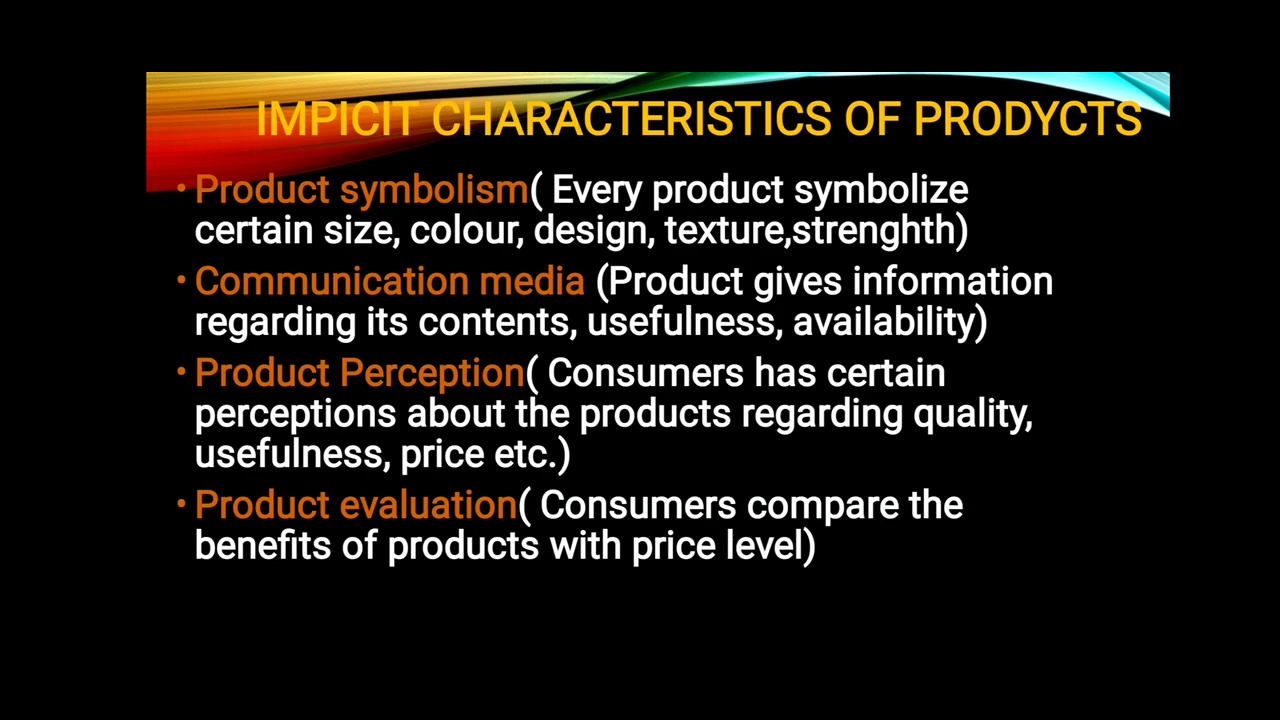 IMPICIT CHARACTERISTICS OF PRODYCTS
• Product symbolism( Every product symbolize
certain size, colour, design, texture,strenghth)
• Communication media (Product gives information
regarding its contents, usefulness, availability)
• Product Perception( Consumers has certain
perceptions about the products regarding quality,
usefulness, price etc.)
• Product evaluation( Consumers compare the
benefits of products with price level)